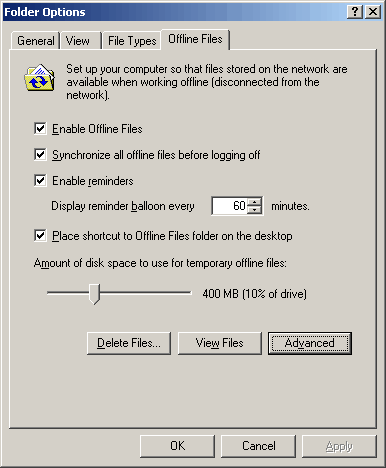 Folder Options
General View File Types Offline Files
Set up your computer so that files stored on the network are
available when working offline (disconnected from the
network).
Enable Offline Files
Synchronize all offline files before logging off
Enable reminders
Display reminder balloon every 60 minutes.
Place shortcut to Offline Files folder on the desktop
Amount of disk space to use for temporary offline files:
400 MB (10% of drive)
Delete Files... View Files Advanced
OK Cancel Apply